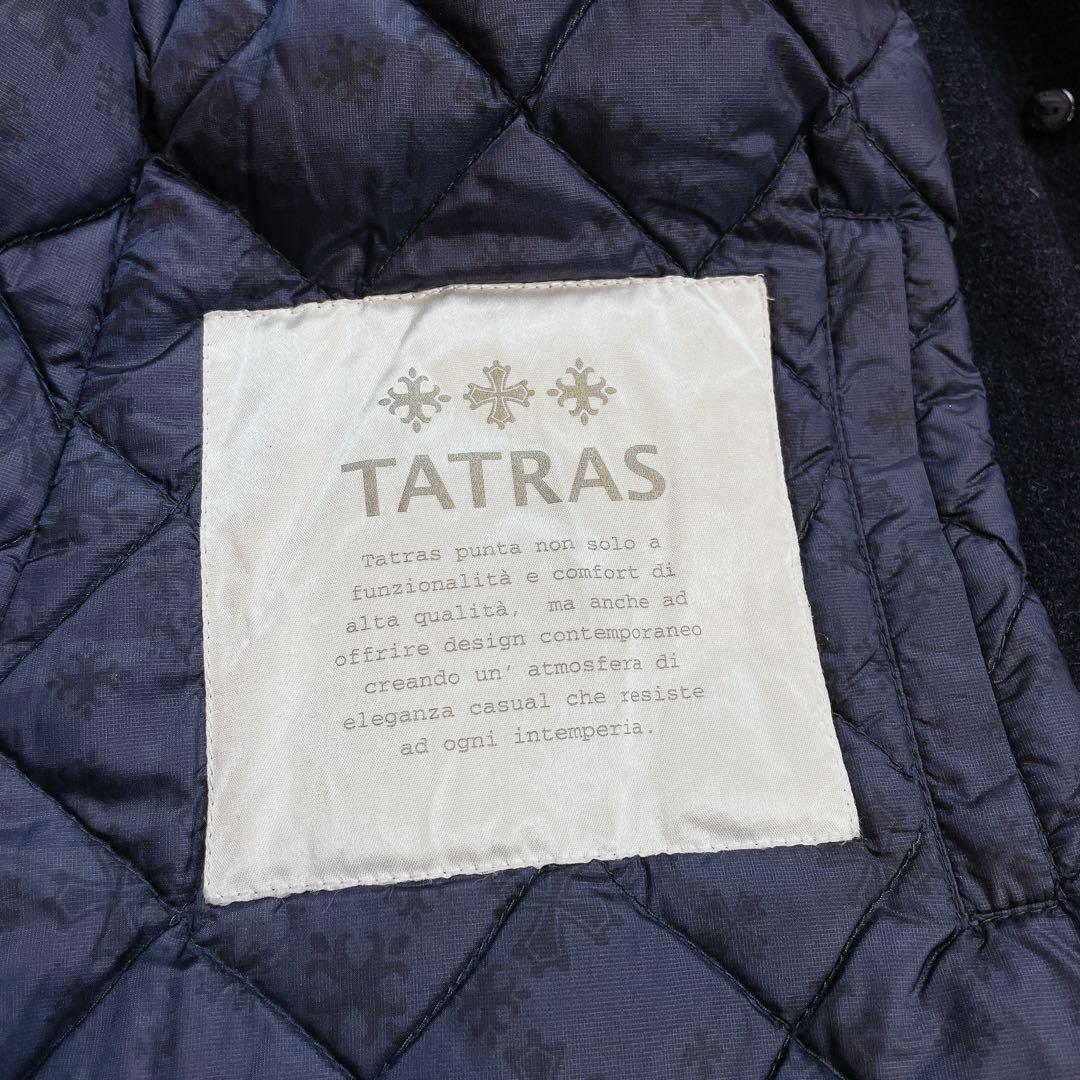 TATRAS
Tatras punta non solo a
funzionalità e comfort di
alta qualità, ma anche ad
offrire design contemporaneo
creando un' atmosfera di
eleganza casual che resiste
ad ogni intemperia.